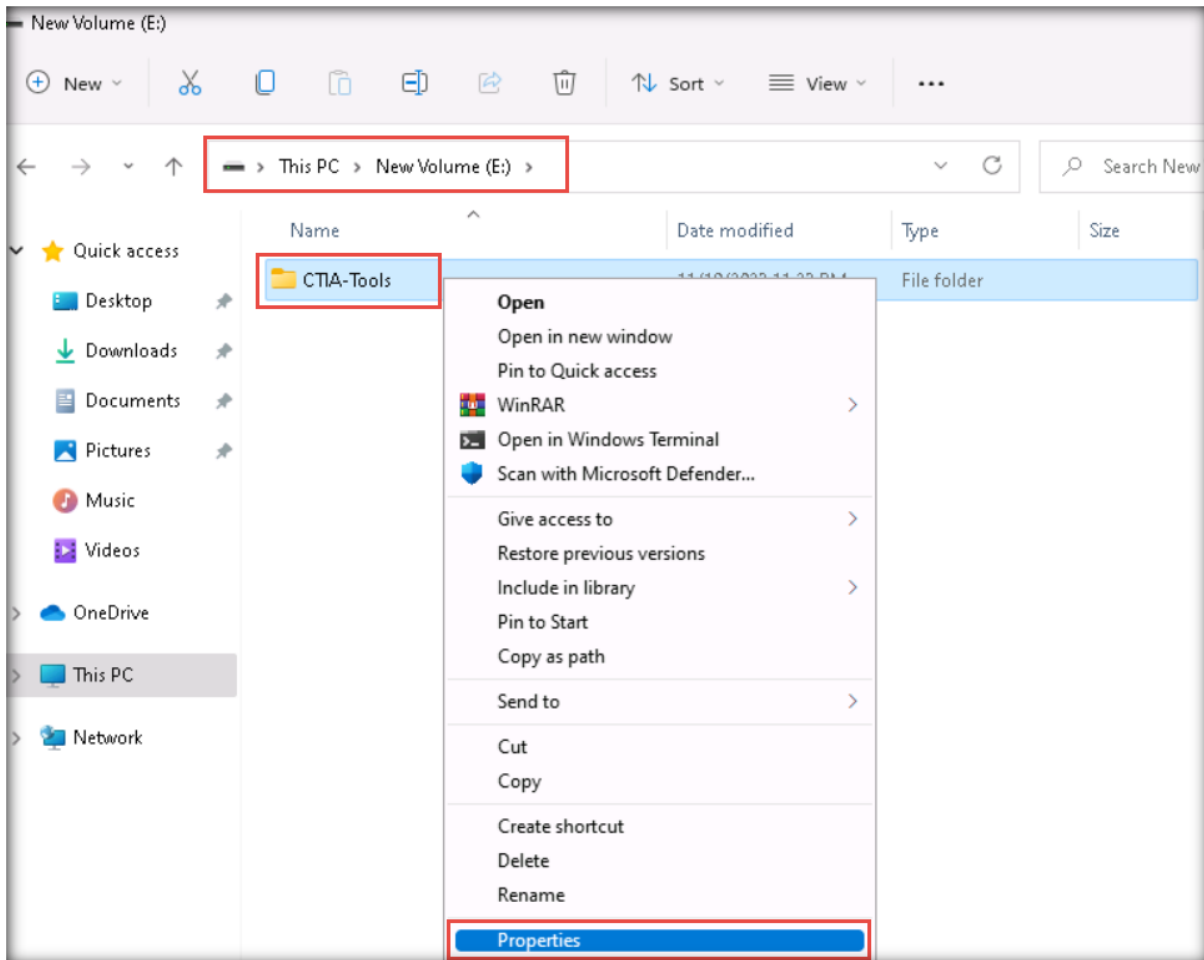 New Volume (E:)
New
Sort
View
This PC > New Volume (E:) >
Search New
Name
Date modified
Type
Size
Quick access
CTIA-Tools
File folder
Desktop
Downloads
Documents
Pictures
Music
Videos
OneDrive
This PC
Network
Open
Open in new window
Pin to Quick access
WinRAR
Open in Windows Terminal
Scan with Microsoft Defender...
Give access to
Restore previous versions
Include in library
Pin to Start
Copy as path
Send to
Cut
Copy
Create shortcut
Delete
Rename
Properties